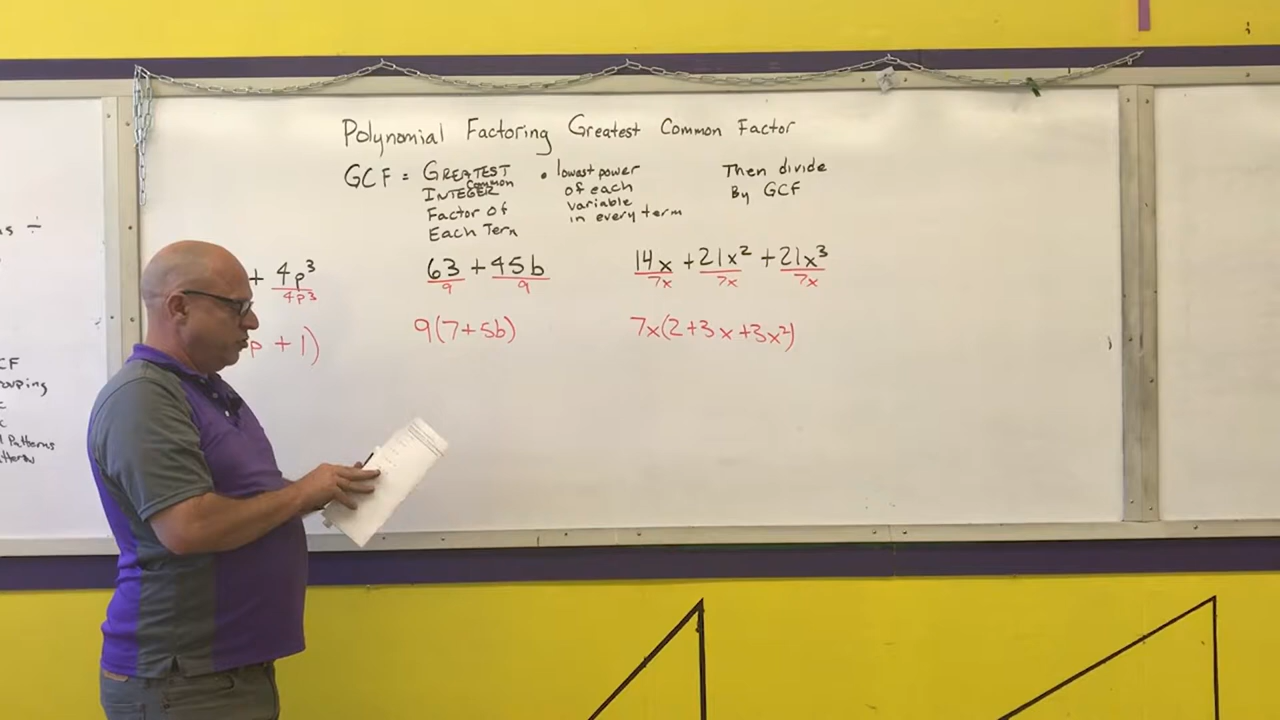 Polynomial Factoring Greatest Common Factor
GCF = GREATEST Common INTEGER Factor Of Each Term
• lowest power of each variable in every term
Then divide By GCF
+ 4p³
4p³
p + 1)
63 + 45b
9 9
9(7+5b)
14x + 21x² + 21x³
7x 7x 7x
7x(2+3x+3x²)
s ÷
CF
ouping
c
c
l Patterns